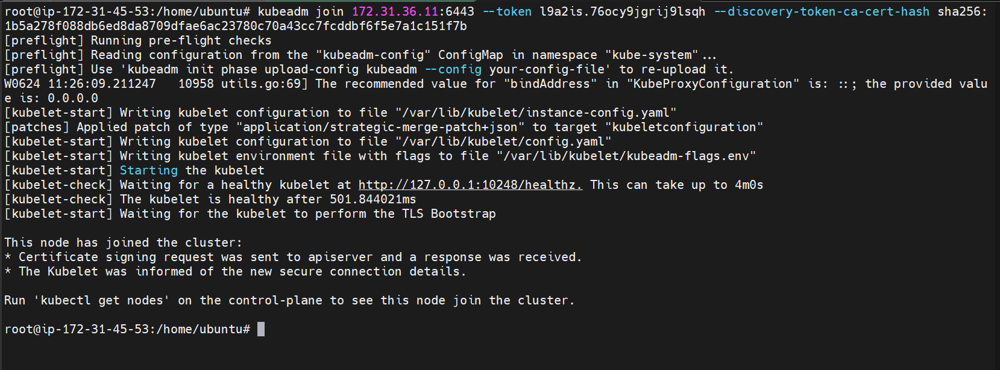 root@ip-172-31-45-53:/home/ubuntu# kubeadm join 172.31.36.11:6443 --token l9a2is.76ocy9jgrij9lsqh --discovery-token-ca-cert-hash sha256:
1b5a278f088db6ed8da8709dfae6ac23780c70a43cc7fcddbf6f5e7a1c151f7b
[preflight] Running pre-flight checks
[preflight] Reading configuration from the "kubeadm-config" ConfigMap in namespace "kube-system"...
[preflight] Use 'kubeadm init phase upload-config kubeadm --config your-config-file' to re-upload it.
W0624 11:26:09.211247   10958 utils.go:69] The recommended value for "bindAddress" in "KubeProxyConfiguration" is: ::; the provided valu
e is: 0.0.0.0
[kubelet-start] Writing kubelet configuration to file "/var/lib/kubelet/instance-config.yaml"
[patches] Applied patch of type "application/strategic-merge-patch+json" to target "kubeletconfiguration"
[kubelet-start] Writing kubelet configuration to file "/var/lib/kubelet/config.yaml"
[kubelet-start] Writing kubelet environment file with flags to file "/var/lib/kubelet/kubeadm-flags.env"
[kubelet-start] Starting the kubelet
[kubelet-check] Waiting for a healthy kubelet at http://127.0.0.1:10248/healthz. This can take up to 4m0s
[kubelet-check] The kubelet is healthy after 501.844021ms
[kubelet-start] Waiting for the kubelet to perform the TLS Bootstrap
This node has joined the cluster:
* Certificate signing request was sent to apiserver and a response was received.
* The Kubelet was informed of the new secure connection details.
Run 'kubectl get nodes' on the control-plane to see this node join the cluster.
root@ip-172-31-45-53:/home/ubuntu#